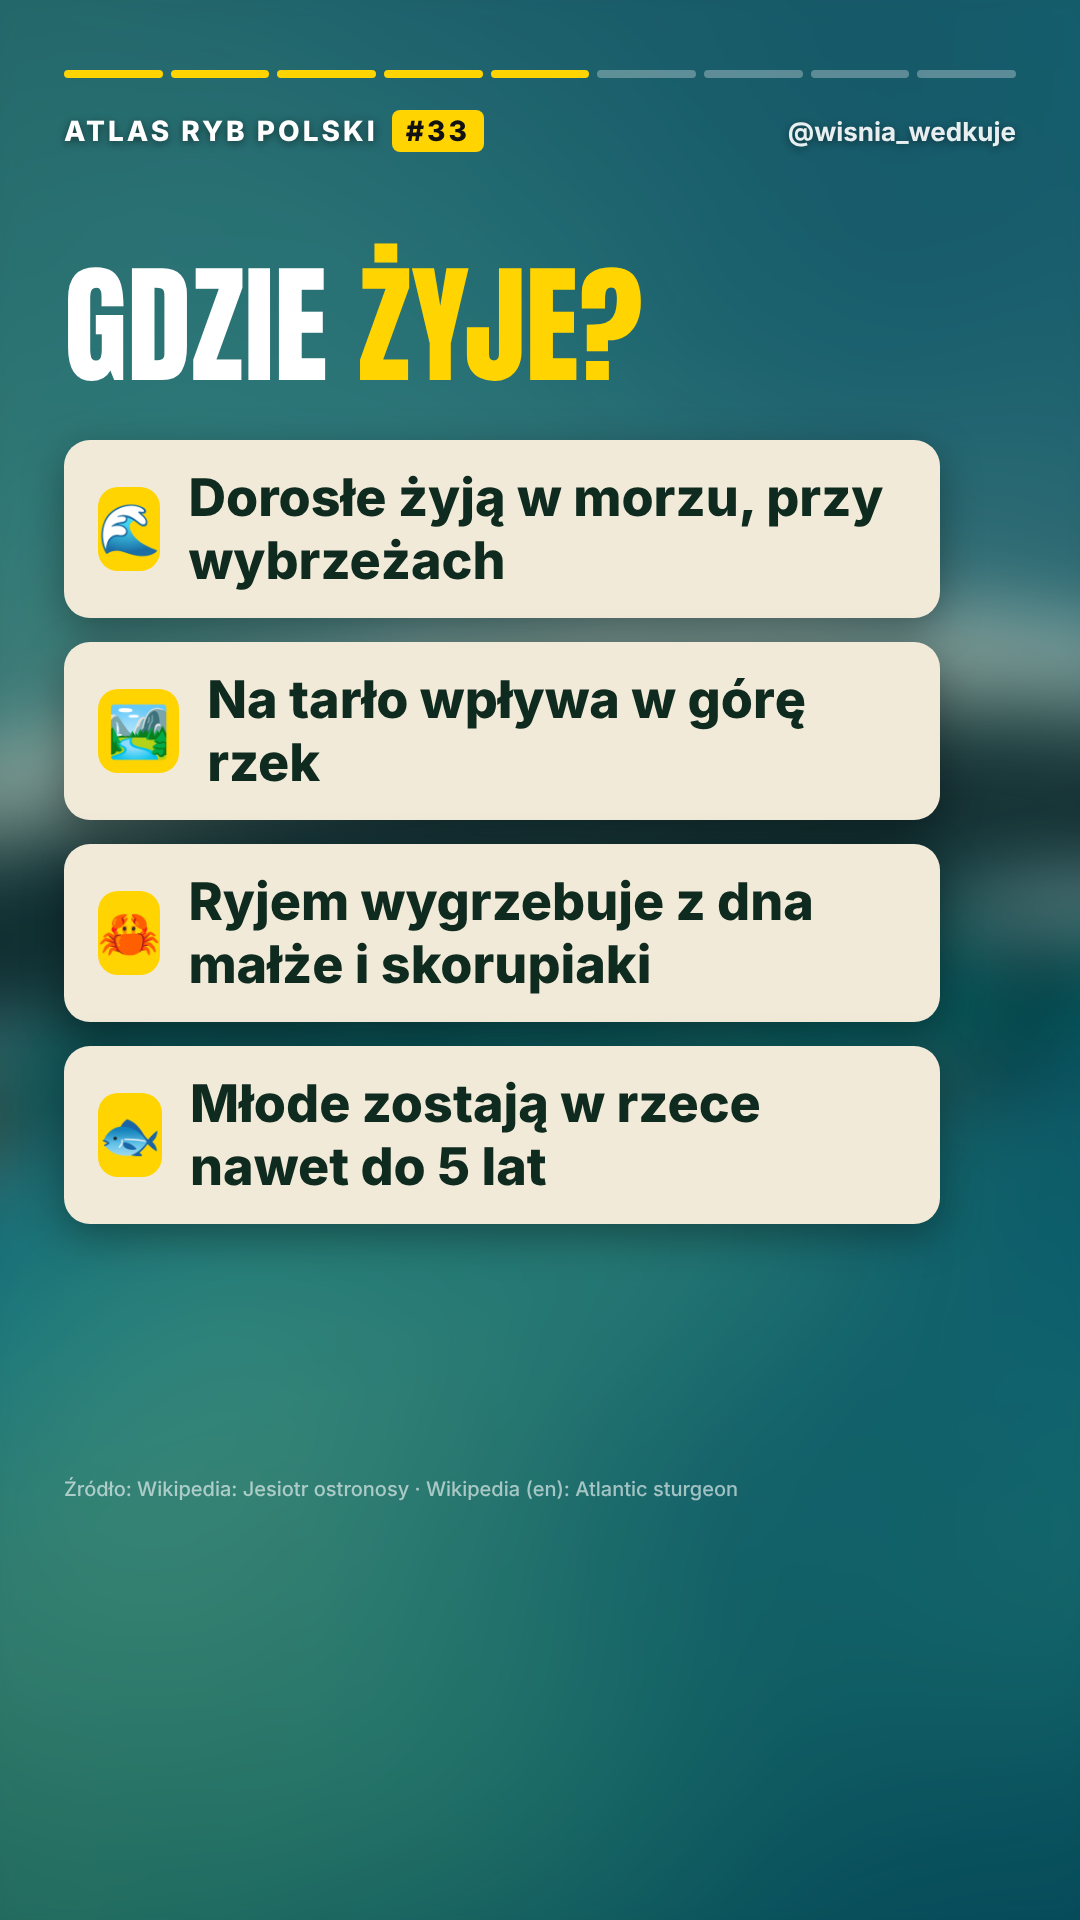 ATLAS RYB POLSKI #33 @wisnia_wedkuje
GDZIE ŻYJE?
Dorosłe żyją w morzu, przy
wybrzeżach
Na tarło wpływa w górę
rzek
Ryjem wygrzebuje z dna
małże i skorupiaki
Młode zostają w rzece
nawet do 5 lat
Źródło: Wikipedia: Jesiotr ostronosy · Wikipedia (en): Atlantic sturgeon